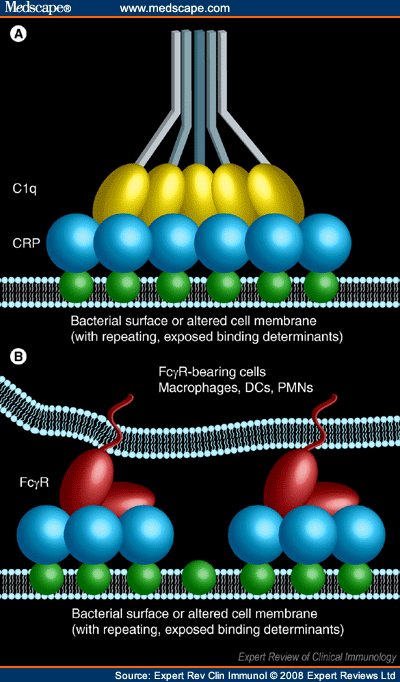 Medscape® www.medscape.com
A
C1q
CRP
Bacterial surface or altered cell membrane
(with repeating, exposed binding determinants)
B
FcγR-bearing cells
Macrophages, DCs, PMNs
FcγR
Bacterial surface or altered cell membrane
(with repeating, exposed binding determinants)
Expert Review of Clinical Immunology
Source: Expert Rev Clin Immunol © 2008 Expert Reviews Ltd